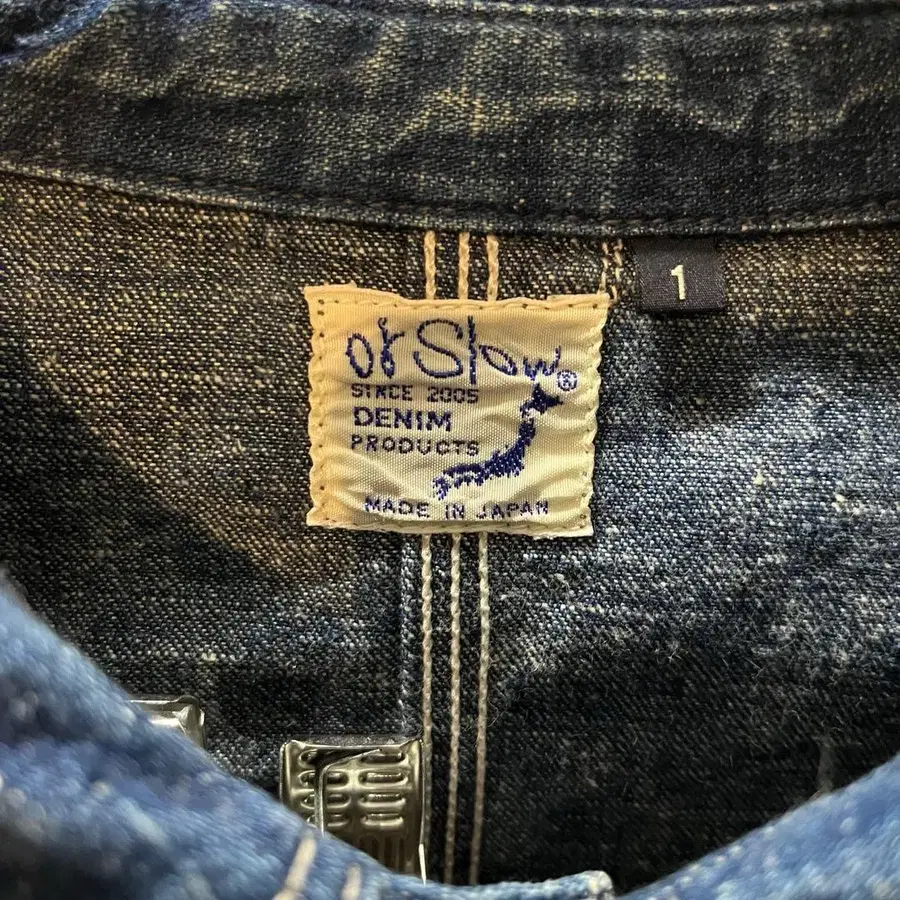 or Slow
®
SINCE 2005
DENIM
PRODUCTS
MADE IN JAPAN
1